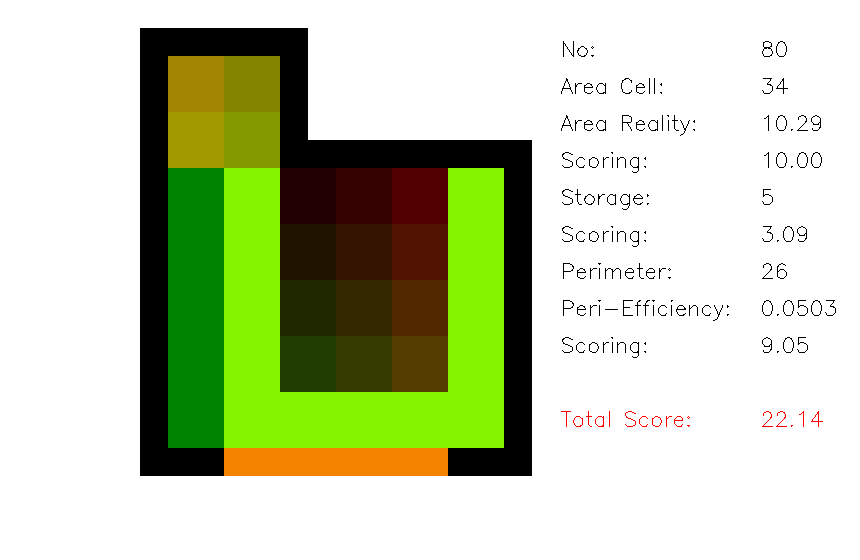 No: 80
Area Cell: 34
Area Reality: 10.29
Scoring: 10.00
Storage: 5
Scoring: 3.09
Perimeter: 26
Peri-Efficiency: 0.0503
Scoring: 9.05
Total Score: 22.14